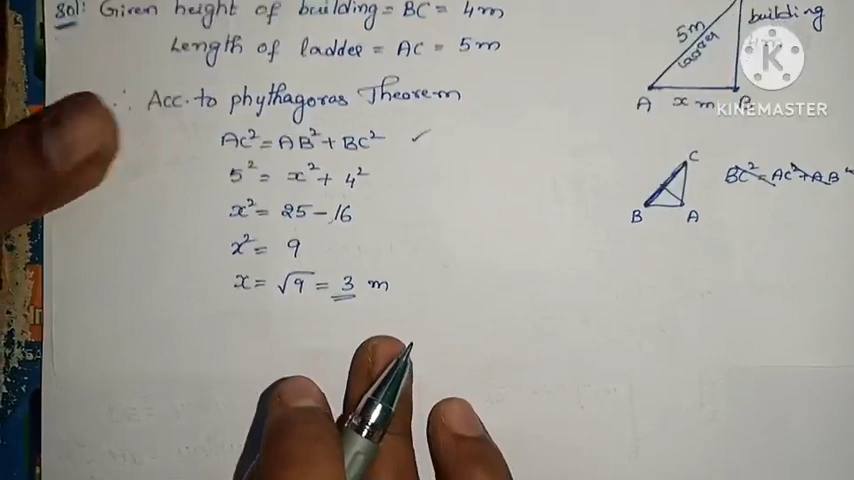 Sol: Given height of building = BC = 4m
Length of ladder = AC = 5m
∴ Acc. to phythagoras Theorem
AC² = AB² + BC² ✓
5² = x² + 4²
x² = 25 - 16
x² = 9
x = √9 = 3 m
building
5m
ladder
A x m B
KINEMASTER
C
B A
BC² = AC² + AB²